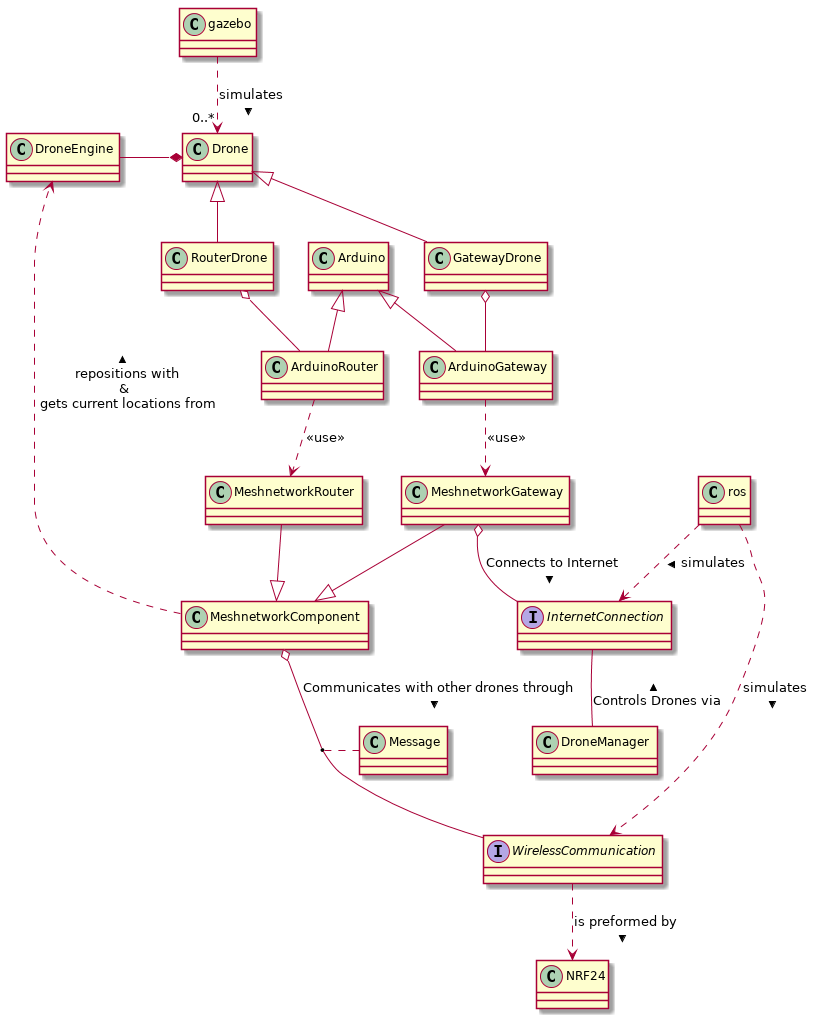 C gazebo
simulates
▼
0..*
C DroneEngine
C Drone
C RouterDrone
C Arduino
C GatewayDrone
▲
repositions with
&
gets current locations from
C ArduinoRouter
C ArduinoGateway
«use»
«use»
C MeshnetworkRouter
C MeshnetworkGateway
C ros
Connects to Internet
▼
◄ simulates
C MeshnetworkComponent
I InternetConnection
Communicates with other drones through
▼
▲
Controls Drones via
simulates
▼
C Message
C DroneManager
I WirelessCommunication
is preformed by
▼
C NRF24